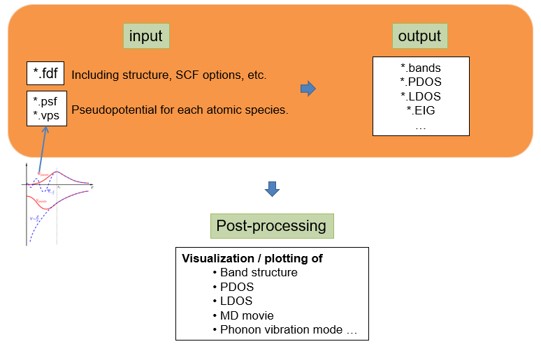 input
output
*.fdf
Including structure, SCF options, etc.
*.psf
*.vps
Pseudopotential for each atomic species.
*.bands
*.PDOS
*.LDOS
*.EIG
...
Post-processing
Visualization / plotting of
• Band structure
• PDOS
• LDOS
• MD movie
• Phonon vibration mode ...